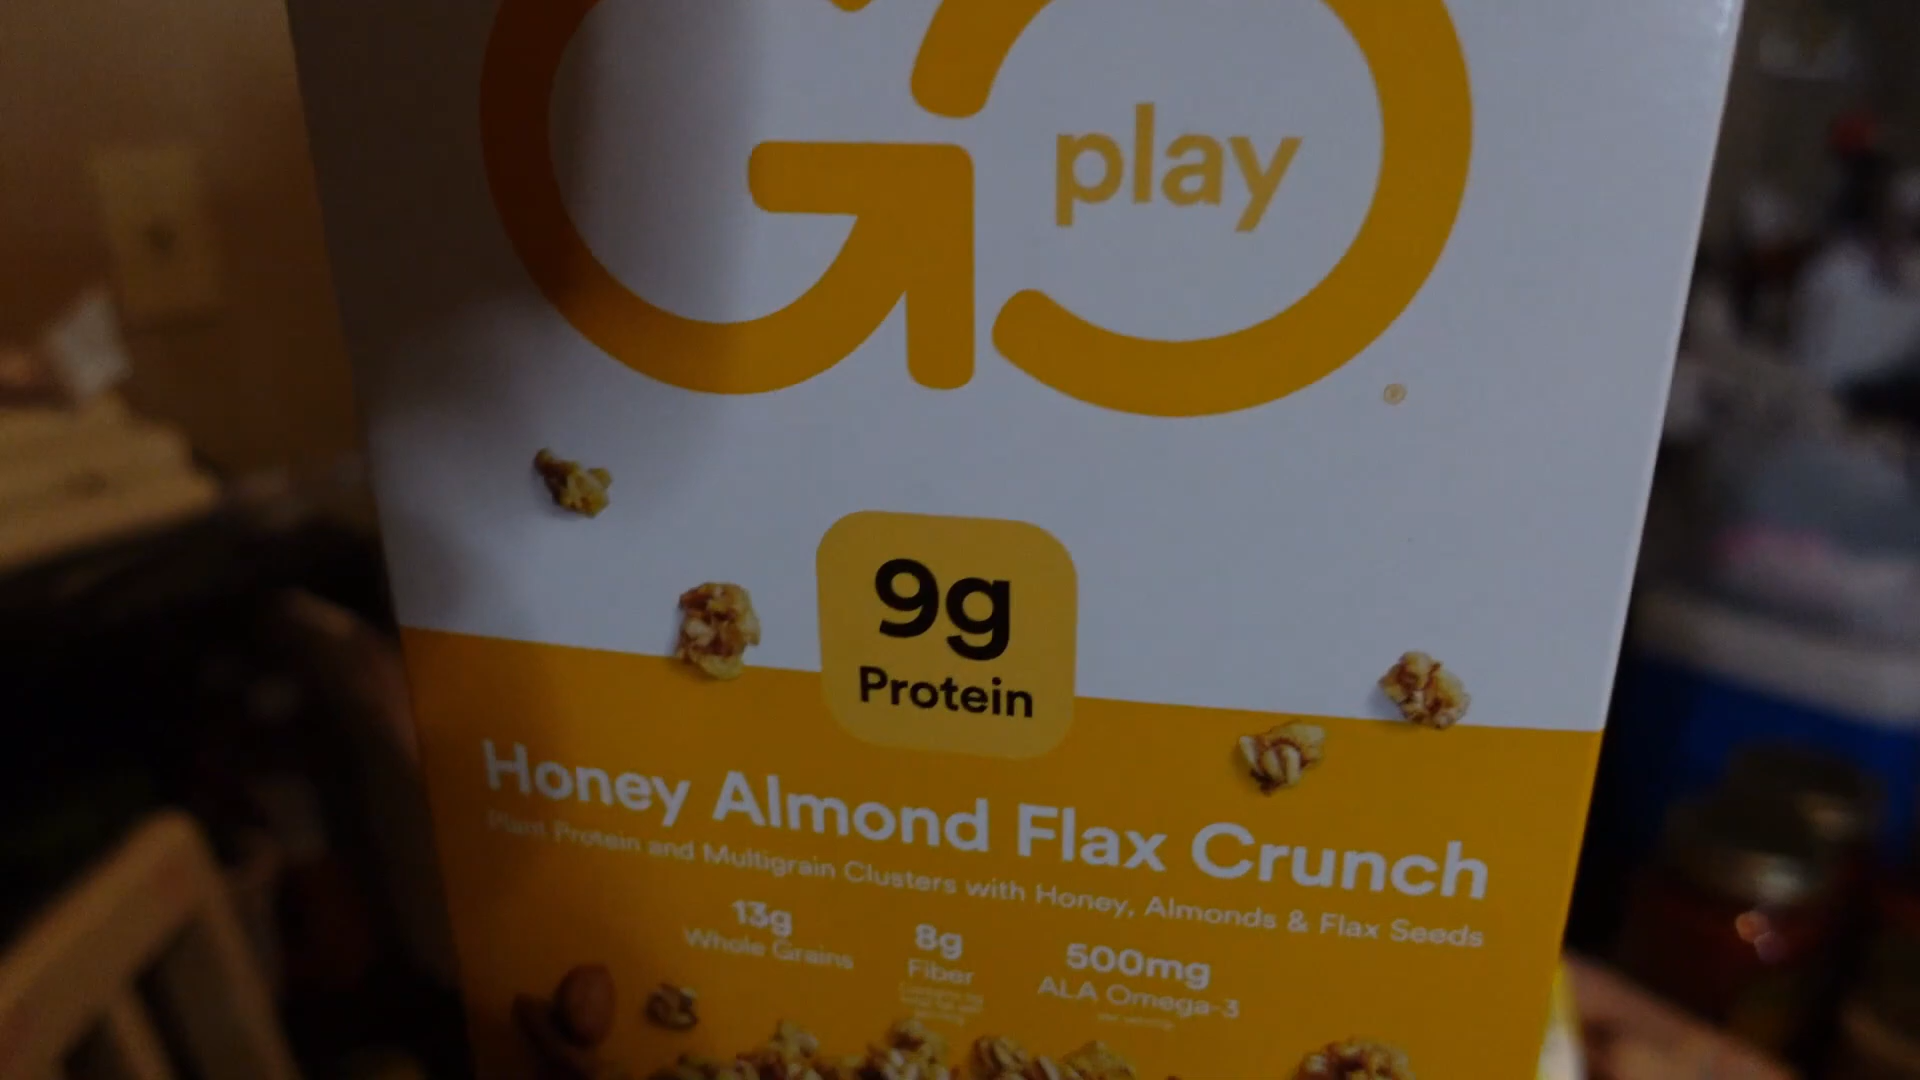 GO
play
®
9g
Protein
Honey Almond Flax Crunch
Plant Protein and Multigrain Clusters with Honey, Almonds & Flax Seeds
13g
Whole Grains
8g
Fiber
500mg
ALA Omega-3